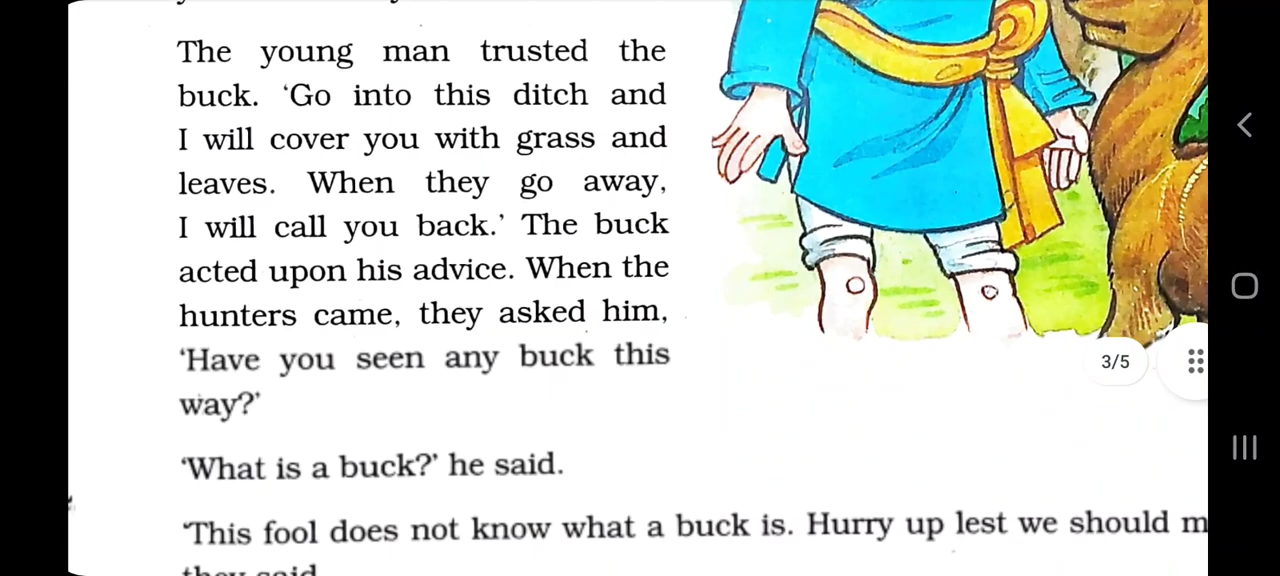 The young man trusted the
buck. ‘Go into this ditch and
I will cover you with grass and
leaves. When they go away,
I will call you back.’ The buck
acted upon his advice. When the
hunters came, they asked him,
‘Have you seen any buck this
way?’
‘What is a buck?’ he said.
‘This fool does not know what a buck is. Hurry up lest we should
they said
3/5